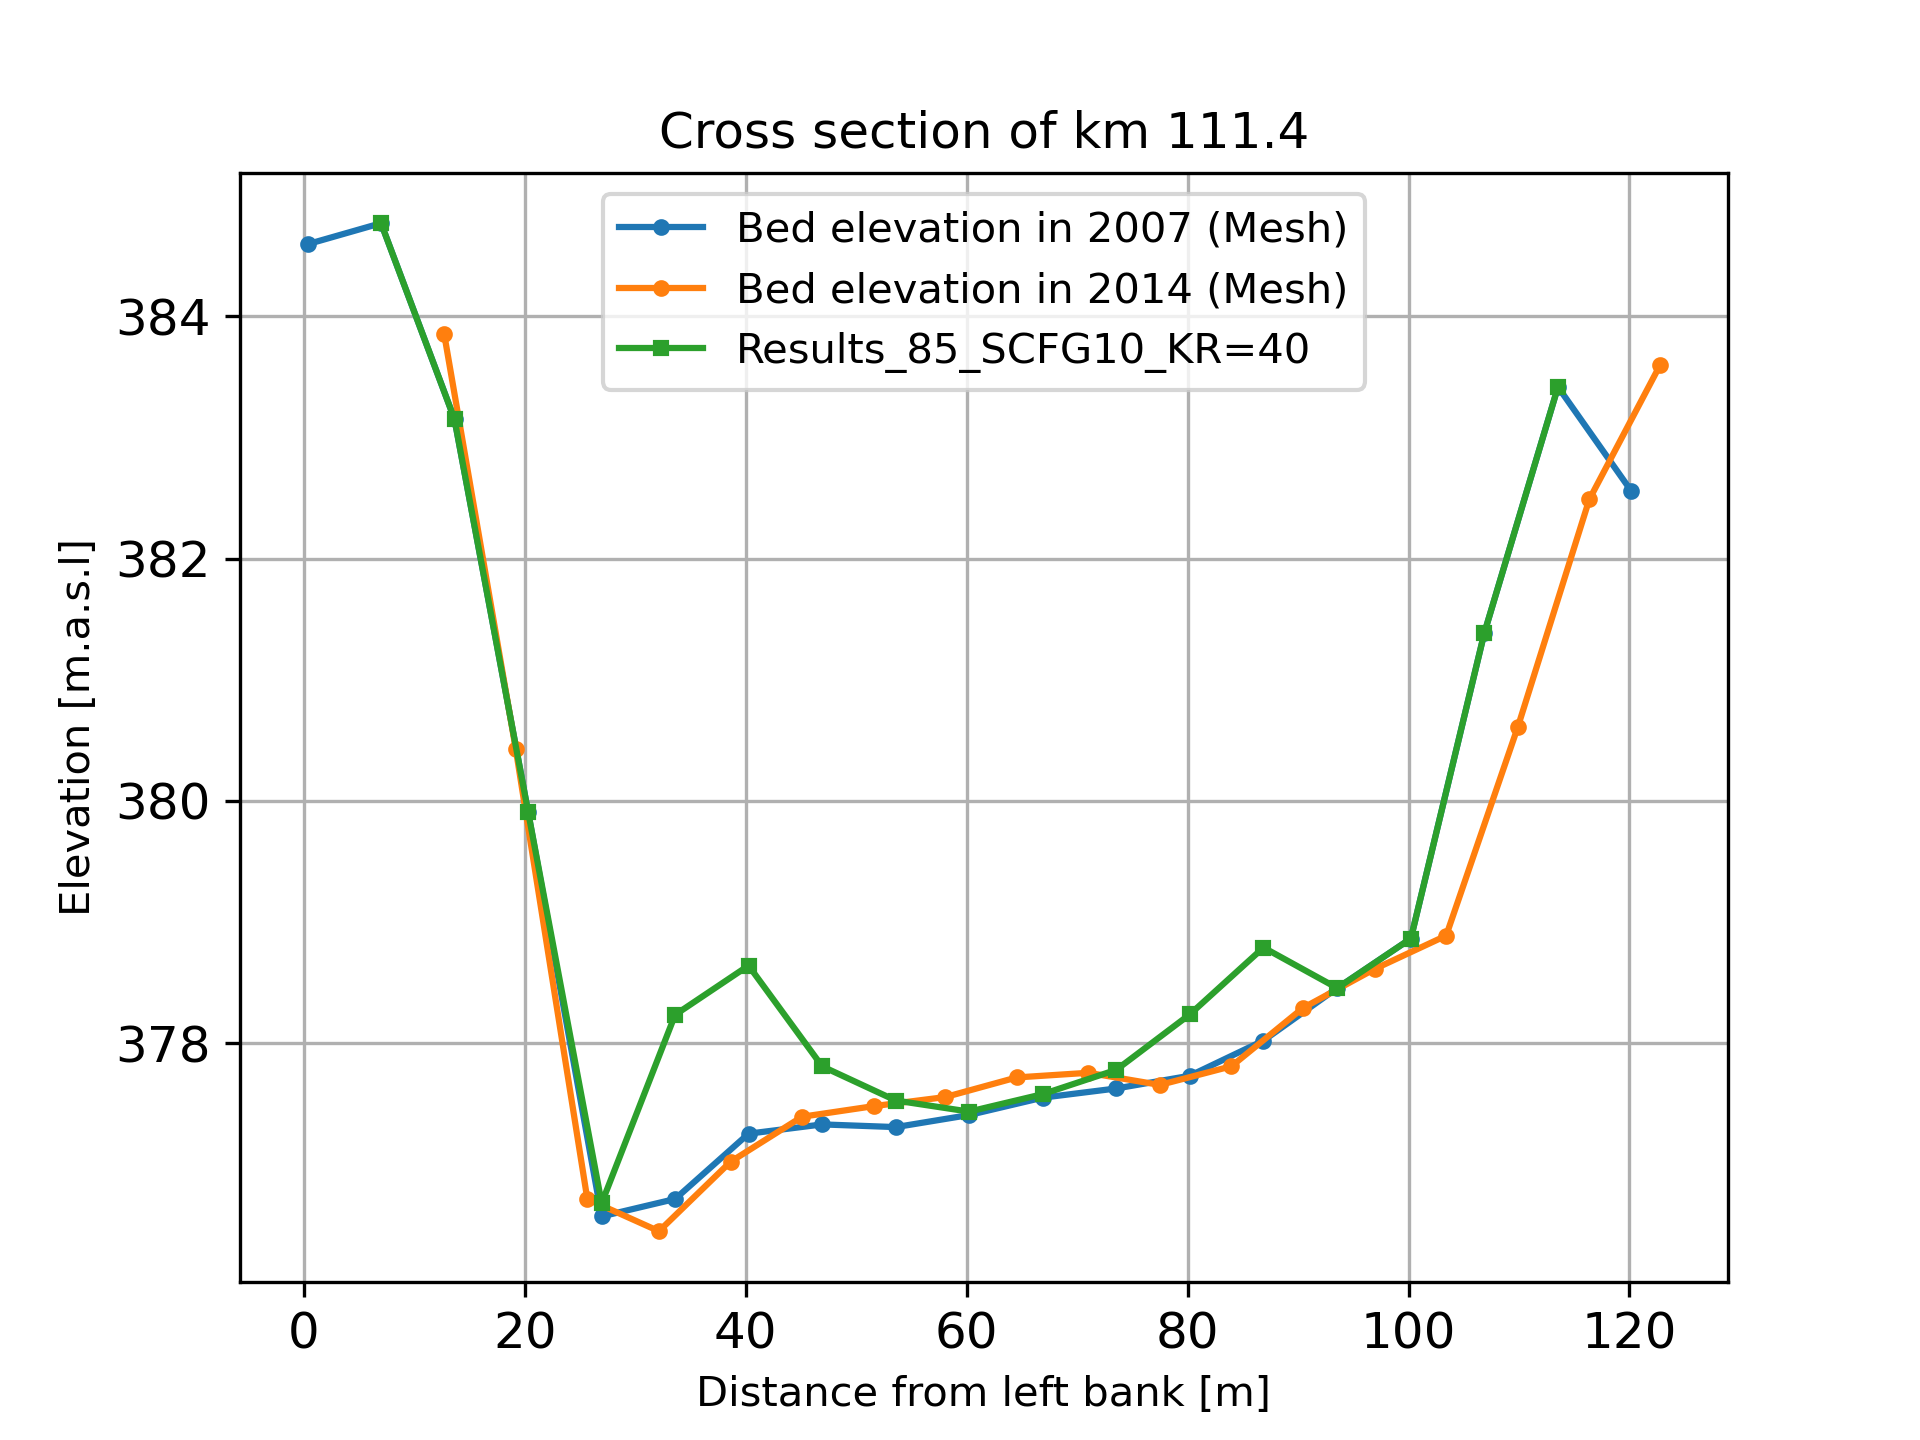 Cross section of km 111.4
Bed elevation in 2007 (Mesh)
Bed elevation in 2014 (Mesh)
Results_85_SCFG10_KR=40
384
382
380
378
Elevation [m.a.s.l]
0 20 40 60 80 100 120
Distance from left bank [m]